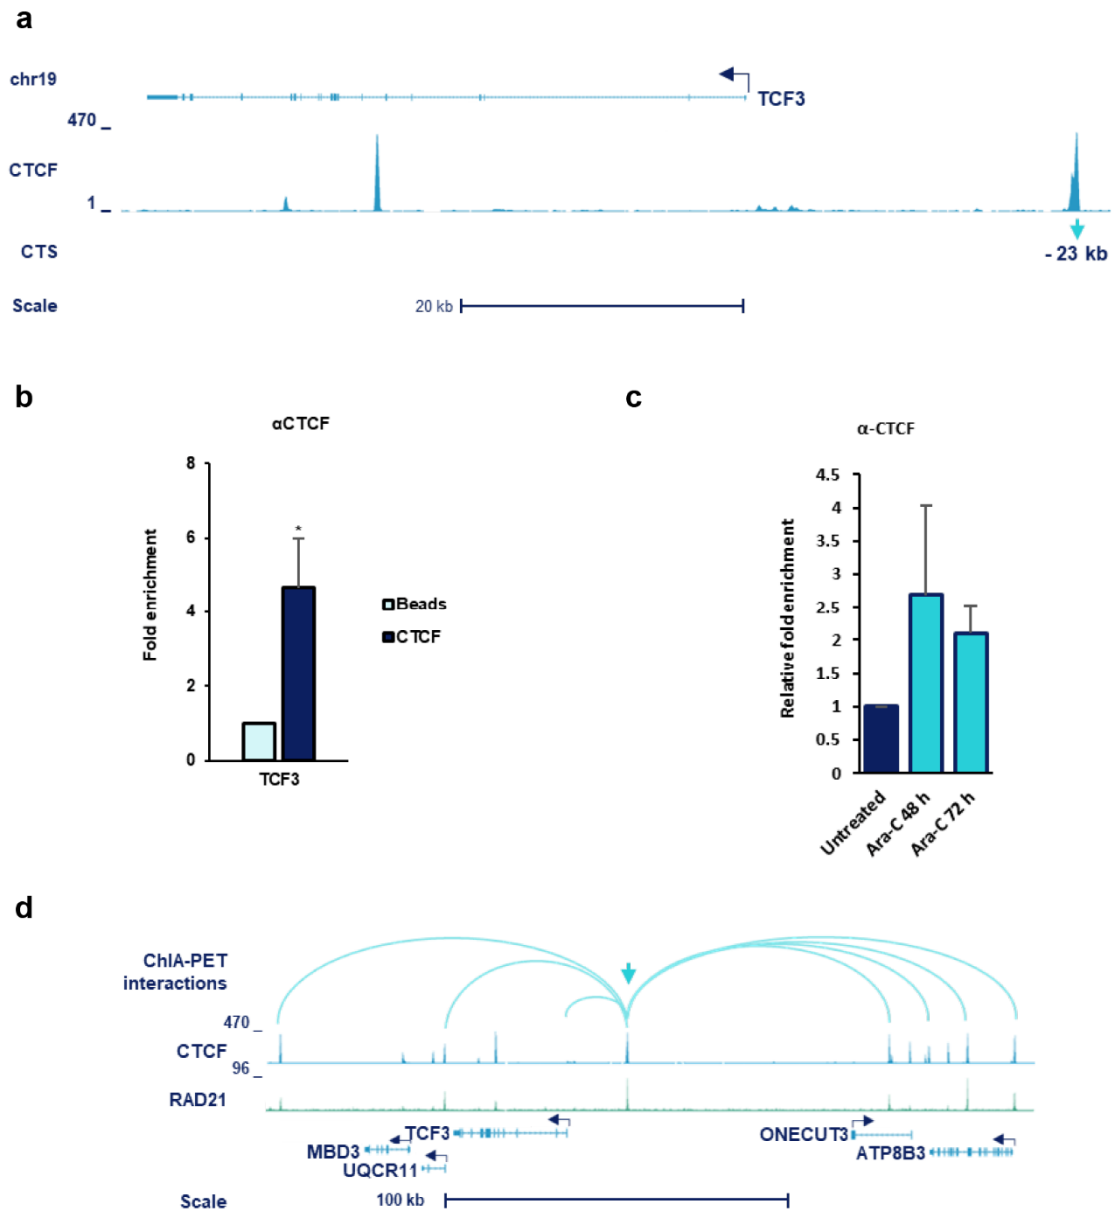 a
chr19
TCF3
470
CTCF
1
CTS
- 23 kb
Scale
20 kb
b
αCTCF
8
6
4
2
0
Fold enrichment
*
Beads
CTCF
TCF3
c
α-CTCF
4.5
4
3.5
3
2.5
2
1.5
1
0.5
0
Relative fold enrichment
Untreated
Ara-C 48 h
Ara-C 72 h
d
ChIA-PET
interactions
470
CTCF
96
RAD21
TCF3
MBD3
UQCR11
ONECUT3
ATP8B3
Scale
100 kb